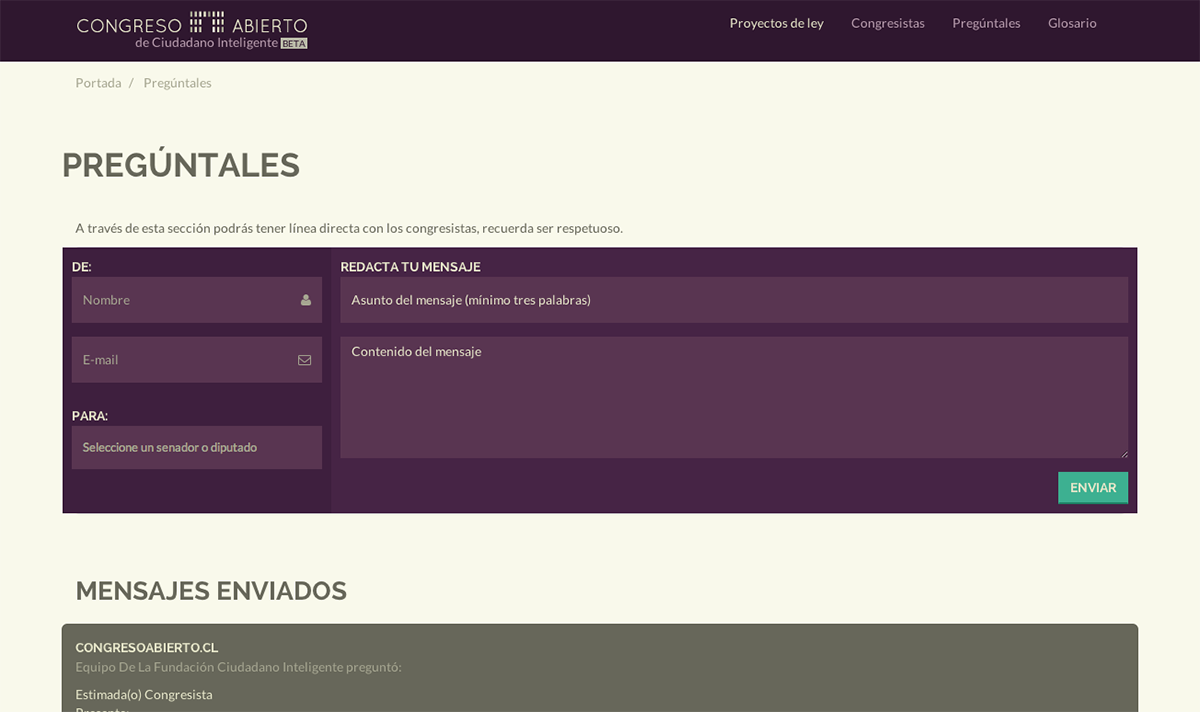 CONGRESO ABIERTO
de Ciudadano Inteligente BETA
Proyectos de ley Congresistas Pregúntales Glosario
Portada / Pregúntales
PREGÚNTALES
A través de esta sección podrás tener línea directa con los congresistas, recuerda ser respetuoso.
DE:
Nombre
E-mail
PARA:
Seleccione un senador o diputado
REDACTA TU MENSAJE
Asunto del mensaje (mínimo tres palabras)
Contenido del mensaje
ENVIAR
MENSAJES ENVIADOS
CONGRESOABIERTO.CL
Equipo De La Fundación Ciudadano Inteligente preguntó:
Estimada(o) Congresista